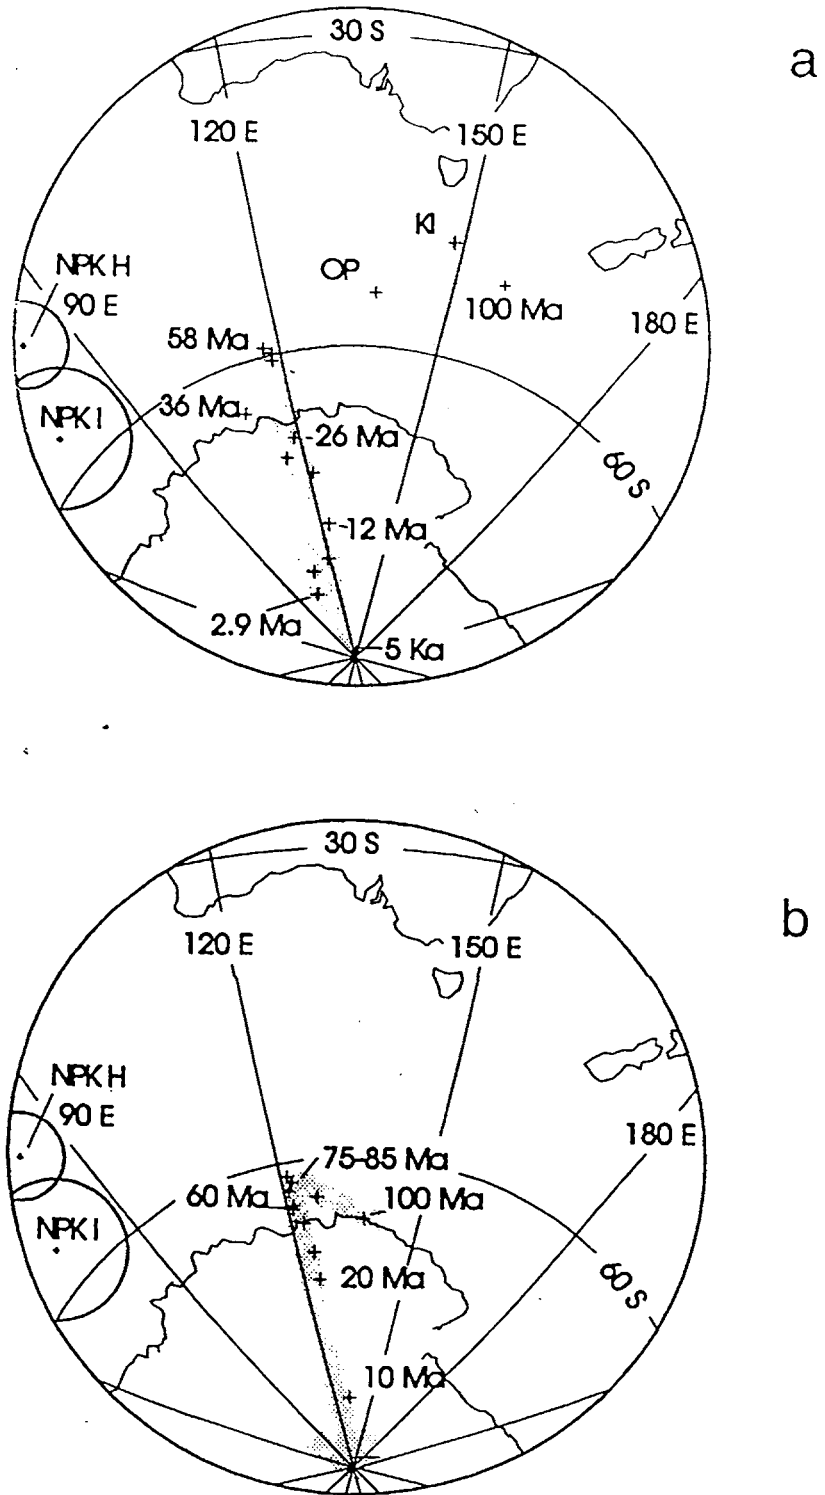 30 S
a
120 E
150 E
KI
NPK H
OP
90 E
100 Ma
180 E
58 Ma
36 Ma
NPK I
26 Ma
60 S
12 Ma
2.9 Ma
5 Ka
30 S
b
120 E
150 E
NPK H
90 E
180 E
75-85 Ma
60 Ma
100 Ma
NPK I
20 Ma
60 S
10 Ma